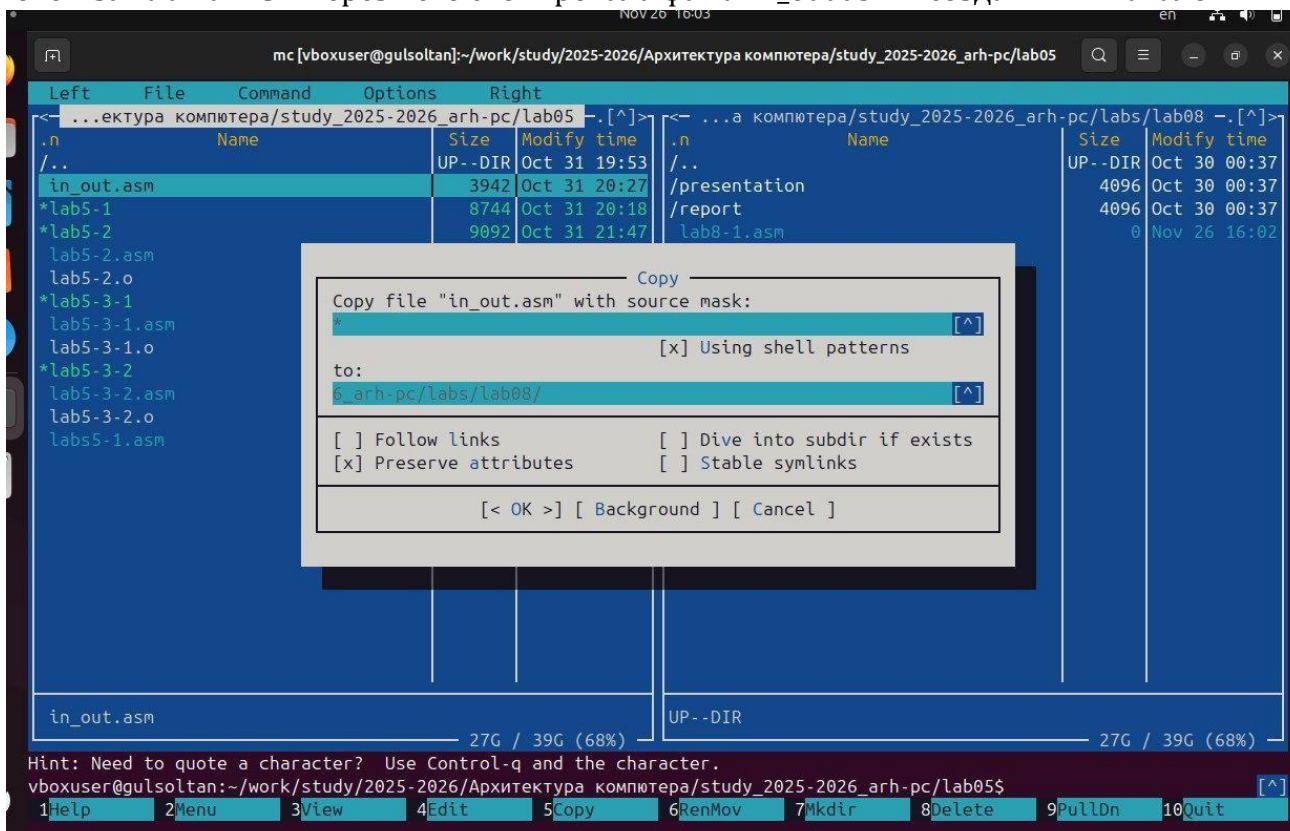 Nov 26 16:03
en
mc [vboxuser@gulsoltan]:~/work/study/2025-2026/Архитектура компютера/study_2025-2026_arh-pc/lab05
Left File Command Options Right
<─ ...ектура компютера/study_2025-2026_arh-pc/lab05 ─.[^]>
.n Name Size Modify time
/.. UP--DIR Oct 31 19:53
in_out.asm 3942 Oct 31 20:27
*lab5-1 8744 Oct 31 20:18
*lab5-2 9092 Oct 31 21:47
lab5-2.asm
lab5-2.o
*lab5-3-1
lab5-3-1.asm
lab5-3-1.o
*lab5-3-2
lab5-3-2.asm
lab5-3-2.o
labs5-1.asm
in_out.asm
27G / 39G (68%)
<─ ...а компютера/study_2025-2026_arh-pc/labs/lab08 ─.[^]>
.n Name Size Modify time
/.. UP--DIR Oct 30 00:37
/presentation 4096 Oct 30 00:37
/report 4096 Oct 30 00:37
lab8-1.asm 0 Nov 26 16:02
UP--DIR
27G / 39G (68%)
Copy
Copy file "in_out.asm" with source mask:
* [^]
[x] Using shell patterns
to:
6_arh-pc/labs/lab08/ [^]
[ ] Follow links [ ] Dive into subdir if exists
[x] Preserve attributes [ ] Stable symlinks
[< OK >] [ Background ] [ Cancel ]
Hint: Need to quote a character? Use Control-q and the character.
vboxuser@gulsoltan:~/work/study/2025-2026/Архитектура компютера/study_2025-2026_arh-pc/lab05$ [^]
1Help 2Menu 3View 4Edit 5Copy 6RenMov 7Mkdir 8Delete 9PullDn 10Quit